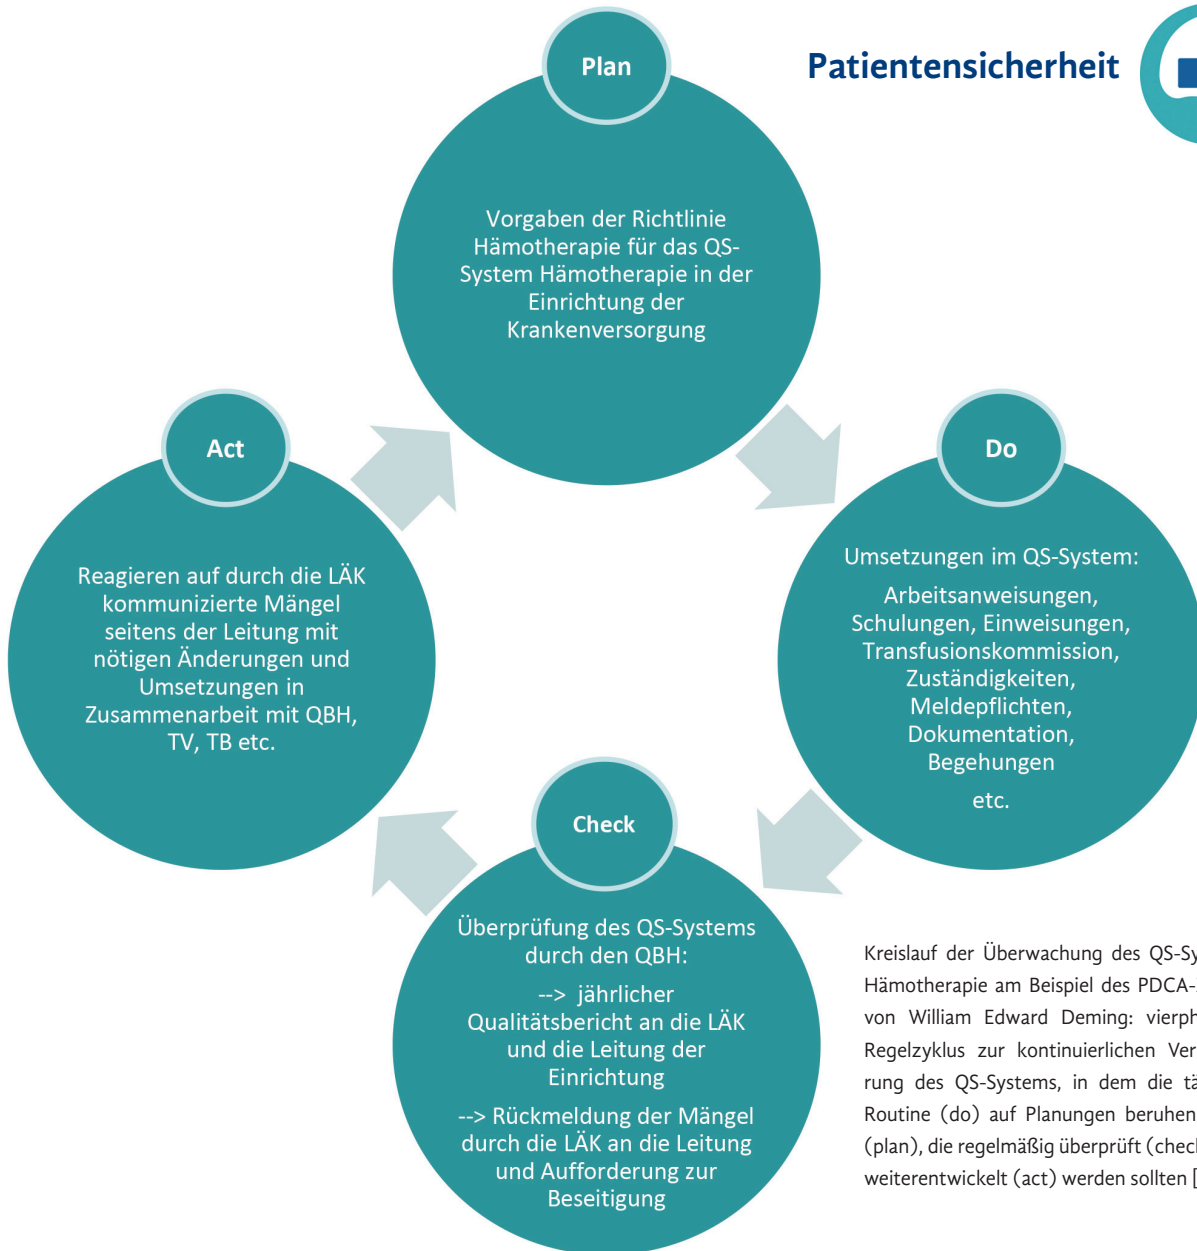 Patientensicherheit
Plan
Vorgaben der Richtlinie
Hämotherapie für das QS-
System Hämotherapie in der
Einrichtung der
Krankenversorgung
Do
Umsetzungen im QS-System:
Arbeitsanweisungen,
Schulungen, Einweisungen,
Transfusionskommission,
Zuständigkeiten,
Meldepflichten,
Dokumentation,
Begehungen
etc.
Check
Überprüfung des QS-Systems
durch den QBH:
--> jährlicher
Qualitätsbericht an die LÄK
und die Leitung der
Einrichtung
--> Rückmeldung der Mängel
durch die LÄK an die Leitung
und Aufforderung zur
Beseitigung
Act
Reagieren auf durch die LÄK
kommunizierte Mängel
seitens der Leitung mit
nötigen Änderungen und
Umsetzungen in
Zusammenarbeit mit QBH,
TV, TB etc.
Kreislauf der Überwachung des QS-Sy
Hämotherapie am Beispiel des PDCA-
von William Edward Deming: vierph
Regelzyklus zur kontinuierlichen Ver
rung des QS-Systems, in dem die tä
Routine (do) auf Planungen beruhen
(plan), die regelmäßig überprüft (check
weiterentwickelt (act) werden sollten [